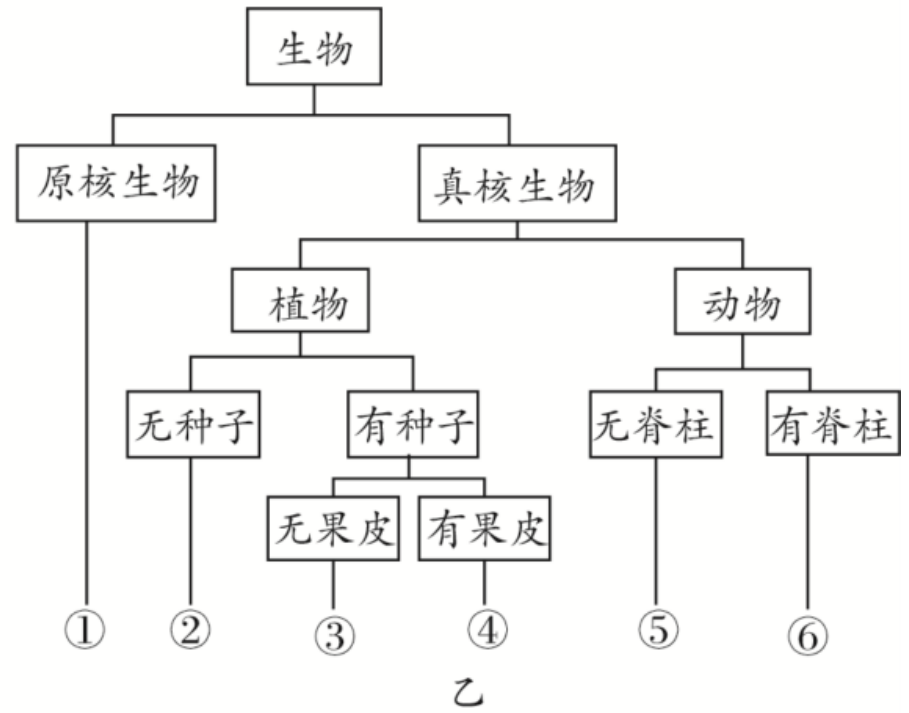 生物
原核生物
真核生物
植物
动物
无种子
有种子
无脊柱
有脊柱
无果皮
有果皮
① ② ③ ④ ⑤ ⑥
乙